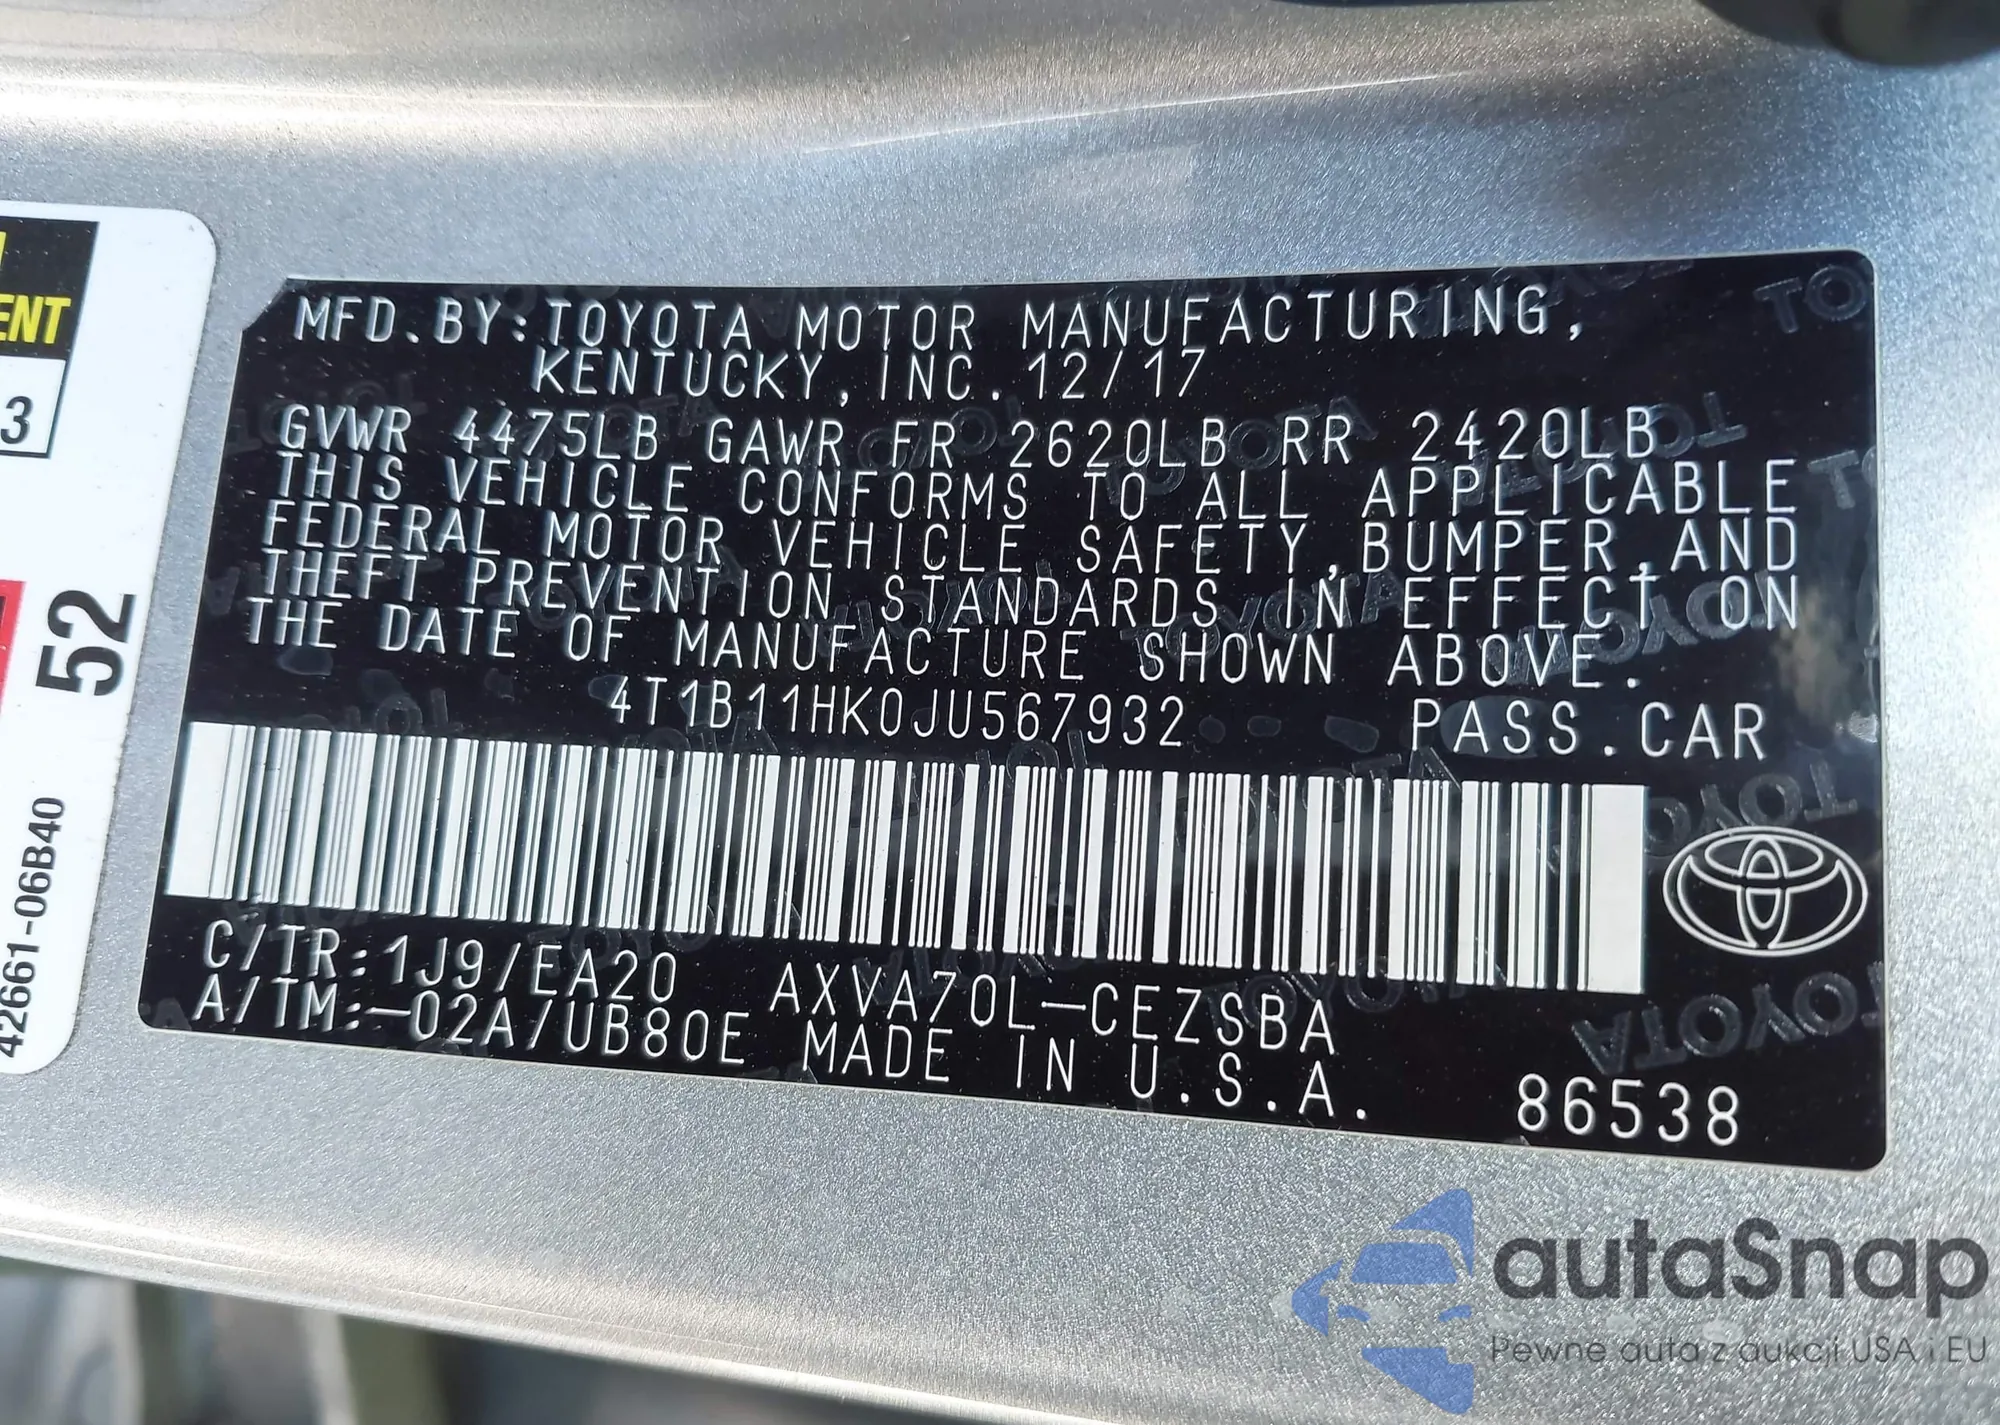 ENT
3
52
42661-06B40
MFD.BY:TOYOTA MOTOR MANUFACTURING,
KENTUCKY, INC. 12/17
GVWR 4475LB GAWR FR 2620LB RR 2420LB
THIS VEHICLE CONFORMS TO ALL APPLICABLE
FEDERAL MOTOR VEHICLE SAFETY,BUMPER,AND
THEFT PREVENTION STANDARDS IN EFFECT ON
THE DATE OF MANUFACTURE SHOWN ABOVE.
4T1B11HK0JU567932 PASS.CAR
C/TR:1J9/EA20 AXVA70L-CEZSBA
A/TM:-02A/UB80E MADE IN U.S.A.
86538
autaSnap
Pewne auta z aukcji USA i EU